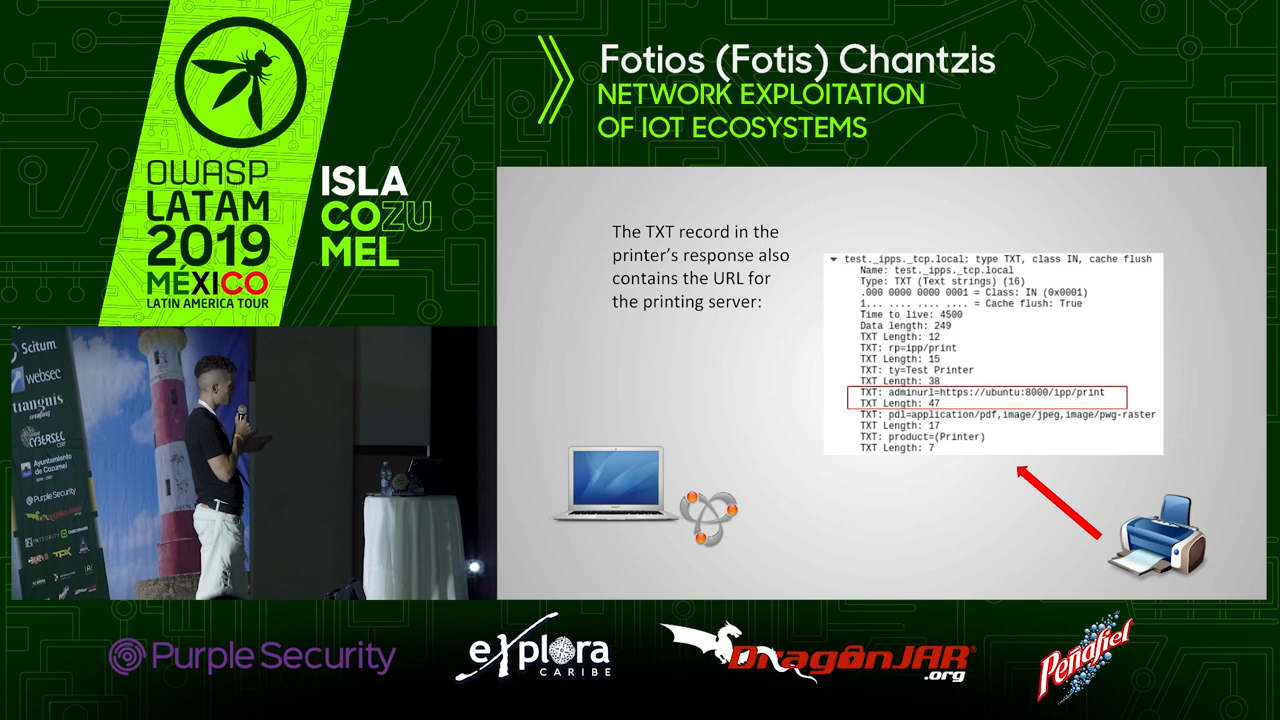 Fotios (Fotis) Chantzis
NETWORK EXPLOITATION
OF IOT ECOSYSTEMS
OWASP
LATAM
2019
MÉXICO
LATIN AMERICA TOUR
ISLA
COZU
MEL
The TXT record in the
printer's response also
contains the URL for
the printing server:
test._ipps._tcp.local: type TXT, class IN, cache flush
Name: test._ipps._tcp.local
Type: TXT (Text strings) (16)
.000 0000 0000 0001 = Class: IN (0x0001)
1... .... .... .... = Cache flush: True
Time to live: 4500
Data length: 249
TXT Length: 12
TXT: rp=ipp/print
TXT Length: 15
TXT: ty=Test Printer
TXT Length: 38
TXT: adminurl=https://ubuntu:8000/ipp/print
TXT Length: 47
TXT: pdl=application/pdf,image/jpeg,image/pwg-raster
TXT Length: 17
TXT: product=(Printer)
TXT Length: 7
Scitum.
websec
tianguis
CYBERSEC
Ayuntamiento
de Cozumel
Purple Security
INTEGRITY
TPX
Purple Security
eXplora
CARIBE
DragonJAR
.org
Peñafiel